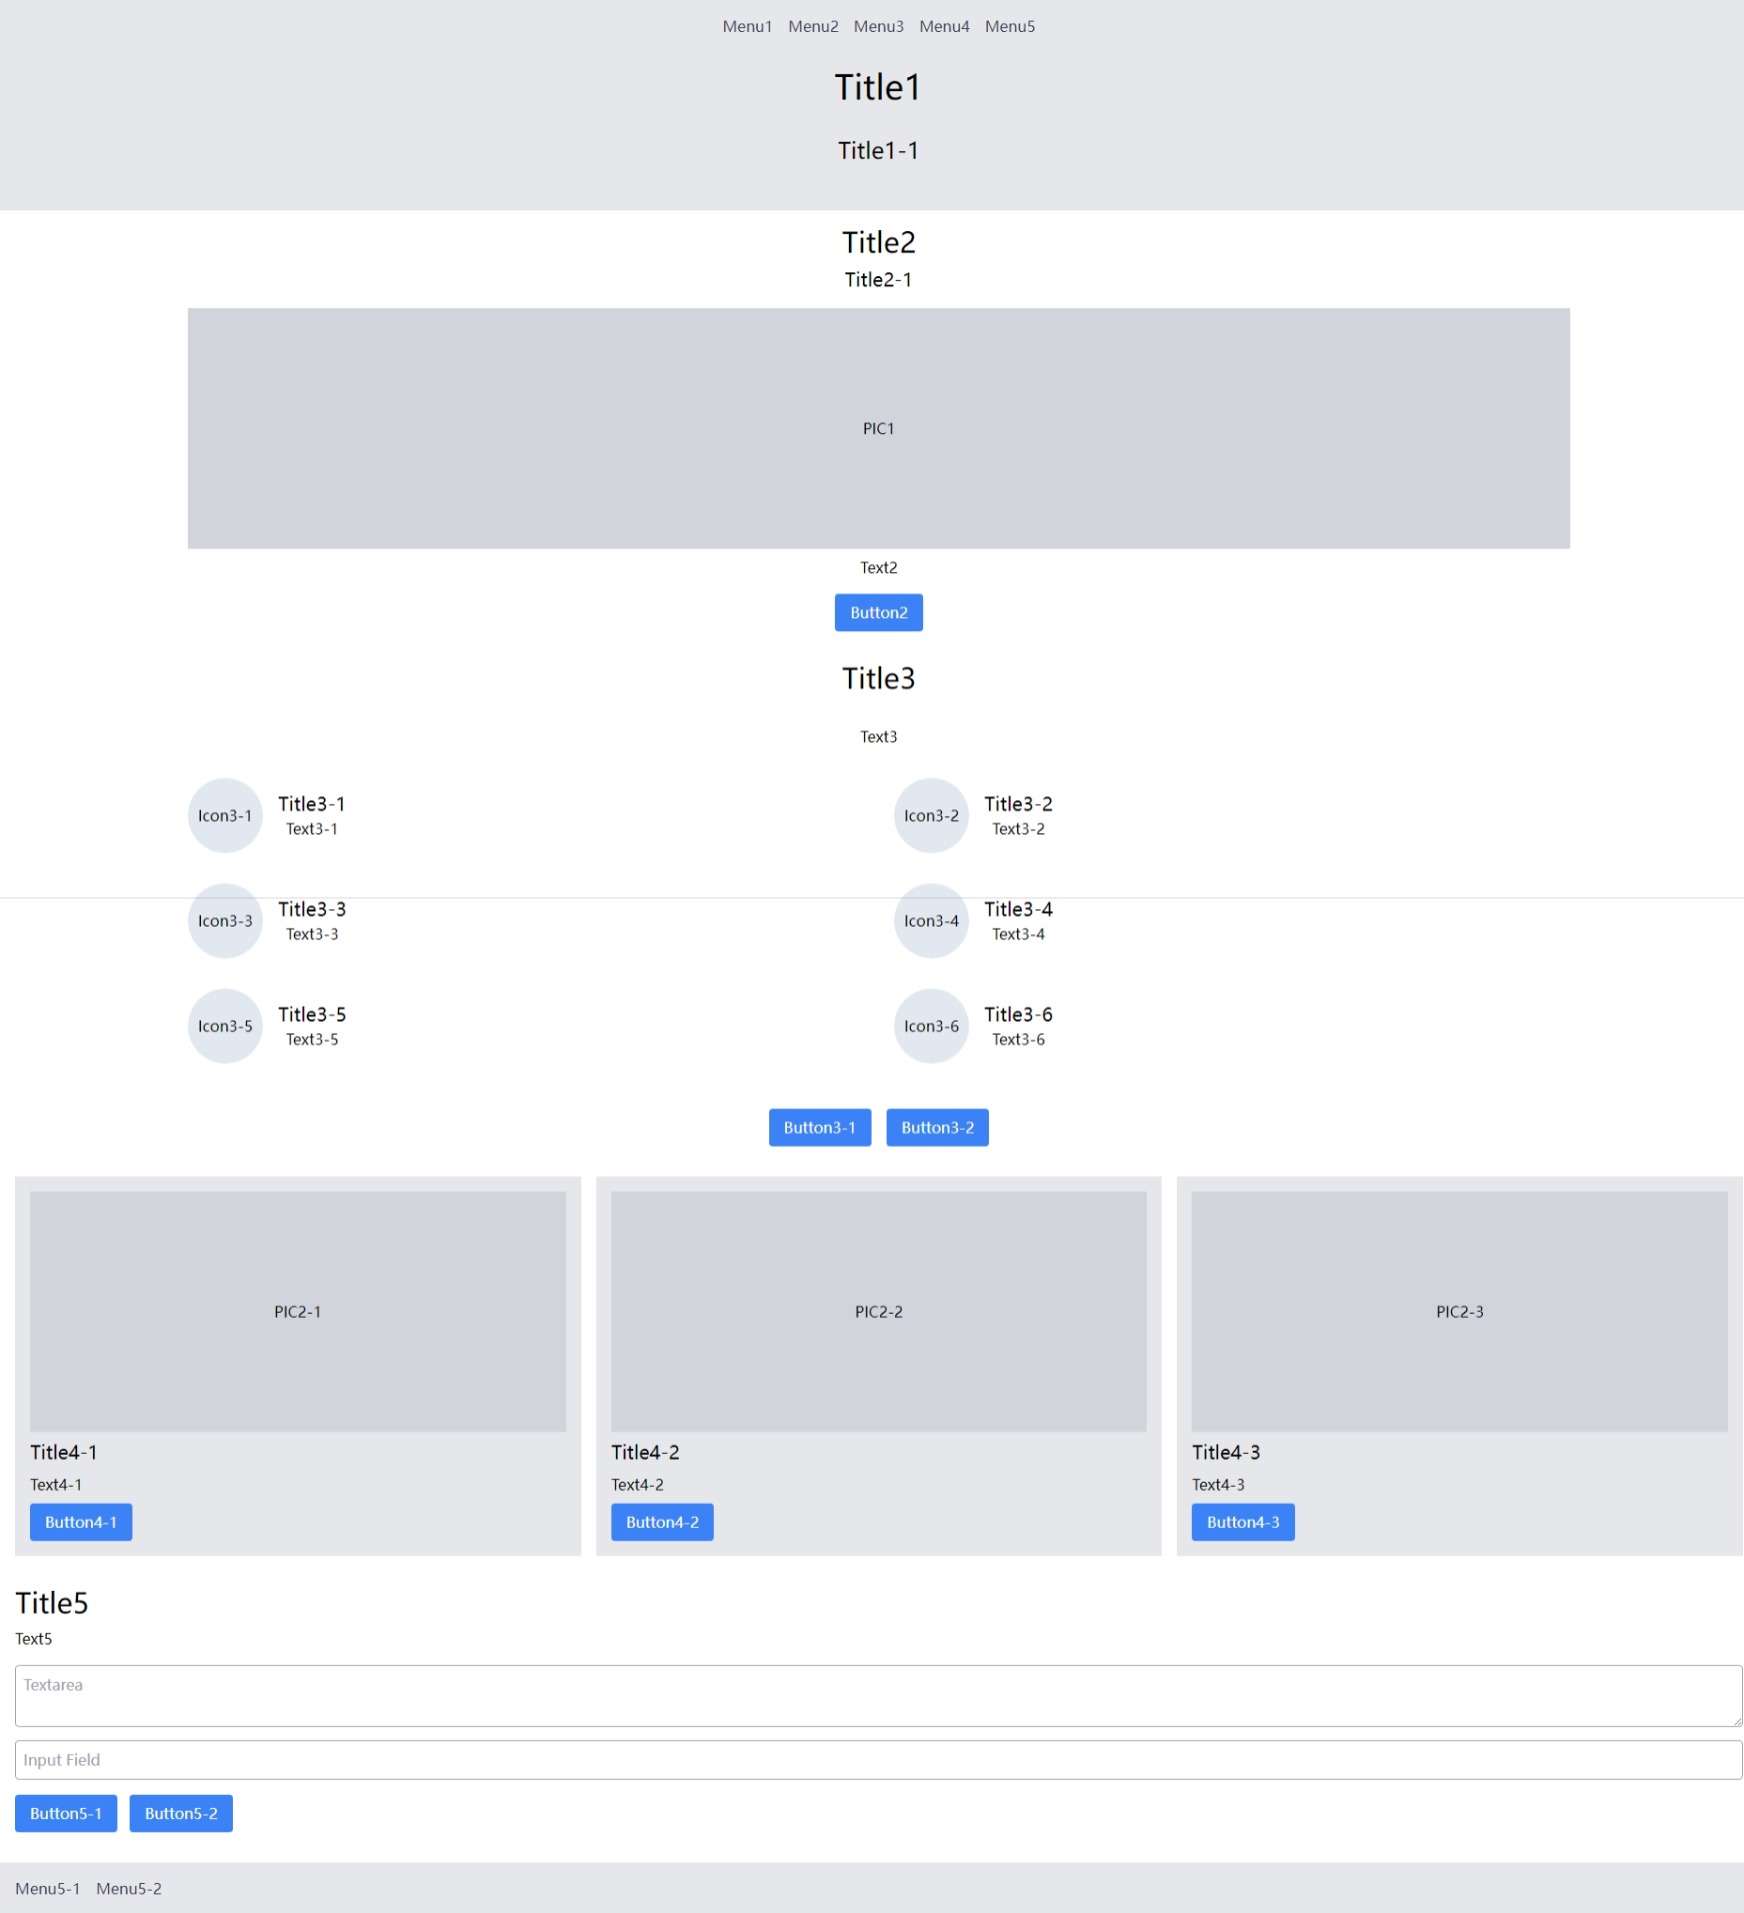 Menu1 Menu2 Menu3 Menu4 Menu5
Title1
Title1-1
Title2
Title2-1
PIC1
Text2
Button2
Title3
Text3
Icon3-1
Title3-1
Text3-1
Icon3-2
Title3-2
Text3-2
Icon3-3
Title3-3
Text3-3
Icon3-4
Title3-4
Text3-4
Icon3-5
Title3-5
Text3-5
Icon3-6
Title3-6
Text3-6
Button3-1 Button3-2
PIC2-1
Title4-1
Text4-1
Button4-1
PIC2-2
Title4-2
Text4-2
Button4-2
PIC2-3
Title4-3
Text4-3
Button4-3
Title5
Text5
Textarea
Input Field
Button5-1 Button5-2
Menu5-1 Menu5-2